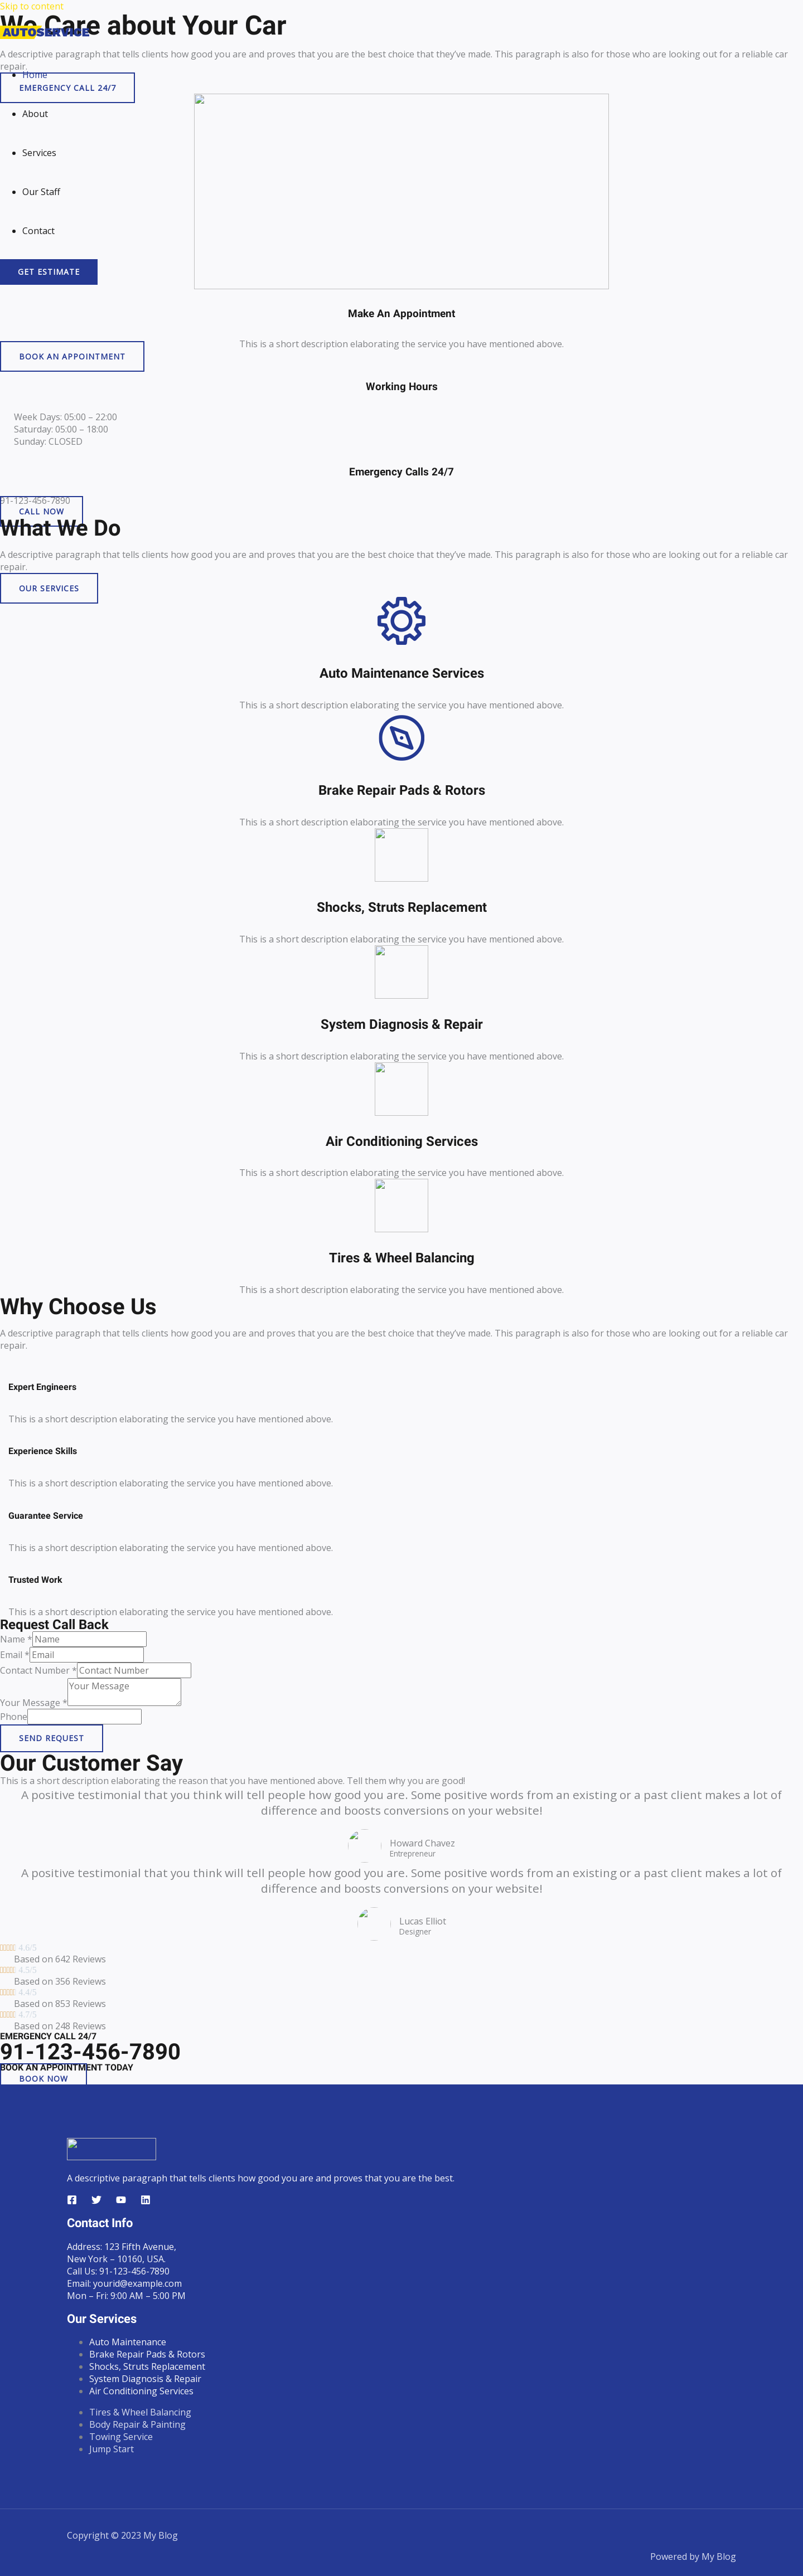 Skip to content
We Care about Your Car
AUTOSERVICE
A descriptive paragraph that tells clients how good you are and proves that you are the best choice that they’ve made. This paragraph is also for those who are looking out for a reliable car
repair.
Home
EMERGENCY CALL 24/7
About
Services
Our Staff
Contact
GET ESTIMATE
Make An Appointment
This is a short description elaborating the service you have mentioned above.
BOOK AN APPOINTMENT
Working Hours
Week Days: 05:00 – 22:00
Saturday: 05:00 – 18:00
Sunday: CLOSED
Emergency Calls 24/7
91-123-456-7890
CALL NOW
What We Do
A descriptive paragraph that tells clients how good you are and proves that you are the best choice that they’ve made. This paragraph is also for those who are looking out for a reliable car
repair.
OUR SERVICES
Auto Maintenance Services
This is a short description elaborating the service you have mentioned above.
Brake Repair Pads & Rotors
This is a short description elaborating the service you have mentioned above.
Shocks, Struts Replacement
This is a short description elaborating the service you have mentioned above.
System Diagnosis & Repair
This is a short description elaborating the service you have mentioned above.
Air Conditioning Services
This is a short description elaborating the service you have mentioned above.
Tires & Wheel Balancing
This is a short description elaborating the service you have mentioned above.
Why Choose Us
A descriptive paragraph that tells clients how good you are and proves that you are the best choice that they’ve made. This paragraph is also for those who are looking out for a reliable car
repair.
Expert Engineers
This is a short description elaborating the service you have mentioned above.
Experience Skills
This is a short description elaborating the service you have mentioned above.
Guarantee Service
This is a short description elaborating the service you have mentioned above.
Trusted Work
This is a short description elaborating the service you have mentioned above.
Request Call Back
Name * Name
Email * Email
Contact Number * Contact Number
Your Message
Your Message *
Phone
SEND REQUEST
Our Customer Say
This is a short description elaborating the reason that you have mentioned above. Tell them why you are good!
A positive testimonial that you think will tell people how good you are. Some positive words from an existing or a past client makes a lot of
difference and boosts conversions on your website!
Howard Chavez
Entrepreneur
A positive testimonial that you think will tell people how good you are. Some positive words from an existing or a past client makes a lot of
difference and boosts conversions on your website!
Lucas Elliot
Designer
4.6/5
Based on 642 Reviews
4.5/5
Based on 356 Reviews
4.4/5
Based on 853 Reviews
4.7/5
Based on 248 Reviews
EMERGENCY CALL 24/7
91-123-456-7890
BOOK AN APPOINTMENT TODAY
BOOK NOW
A descriptive paragraph that tells clients how good you are and proves that you are the best.
Contact Info
Address: 123 Fifth Avenue,
New York – 10160, USA.
Call Us: 91-123-456-7890
Email: yourid@example.com
Mon – Fri: 9:00 AM – 5:00 PM
Our Services
Auto Maintenance
Brake Repair Pads & Rotors
Shocks, Struts Replacement
System Diagnosis & Repair
Air Conditioning Services
Tires & Wheel Balancing
Body Repair & Painting
Towing Service
Jump Start
Copyright © 2023 My Blog
Powered by My Blog